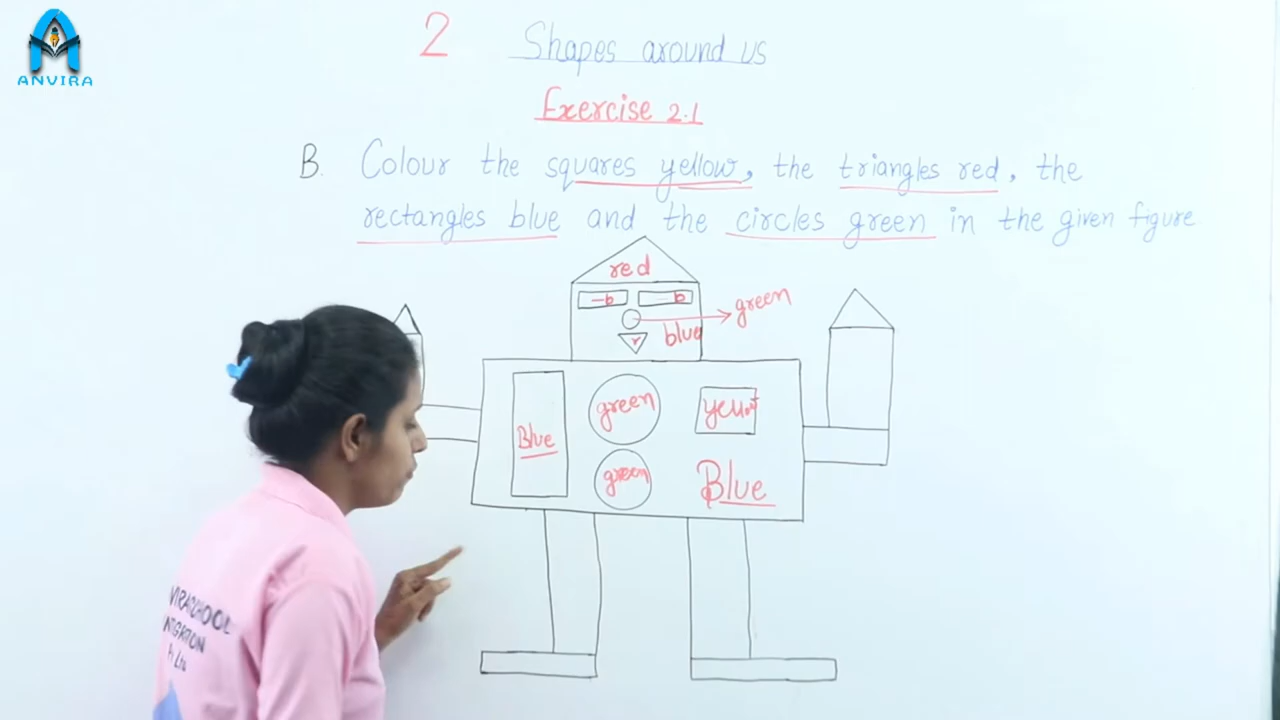 ANVIRA
2 Shapes around us
Exercise 2.1
B. Colour the squares yellow, the triangles red, the
rectangles blue and the circles green in the given figure
red
b b
green
blue
r
green
Blue
green
Blue